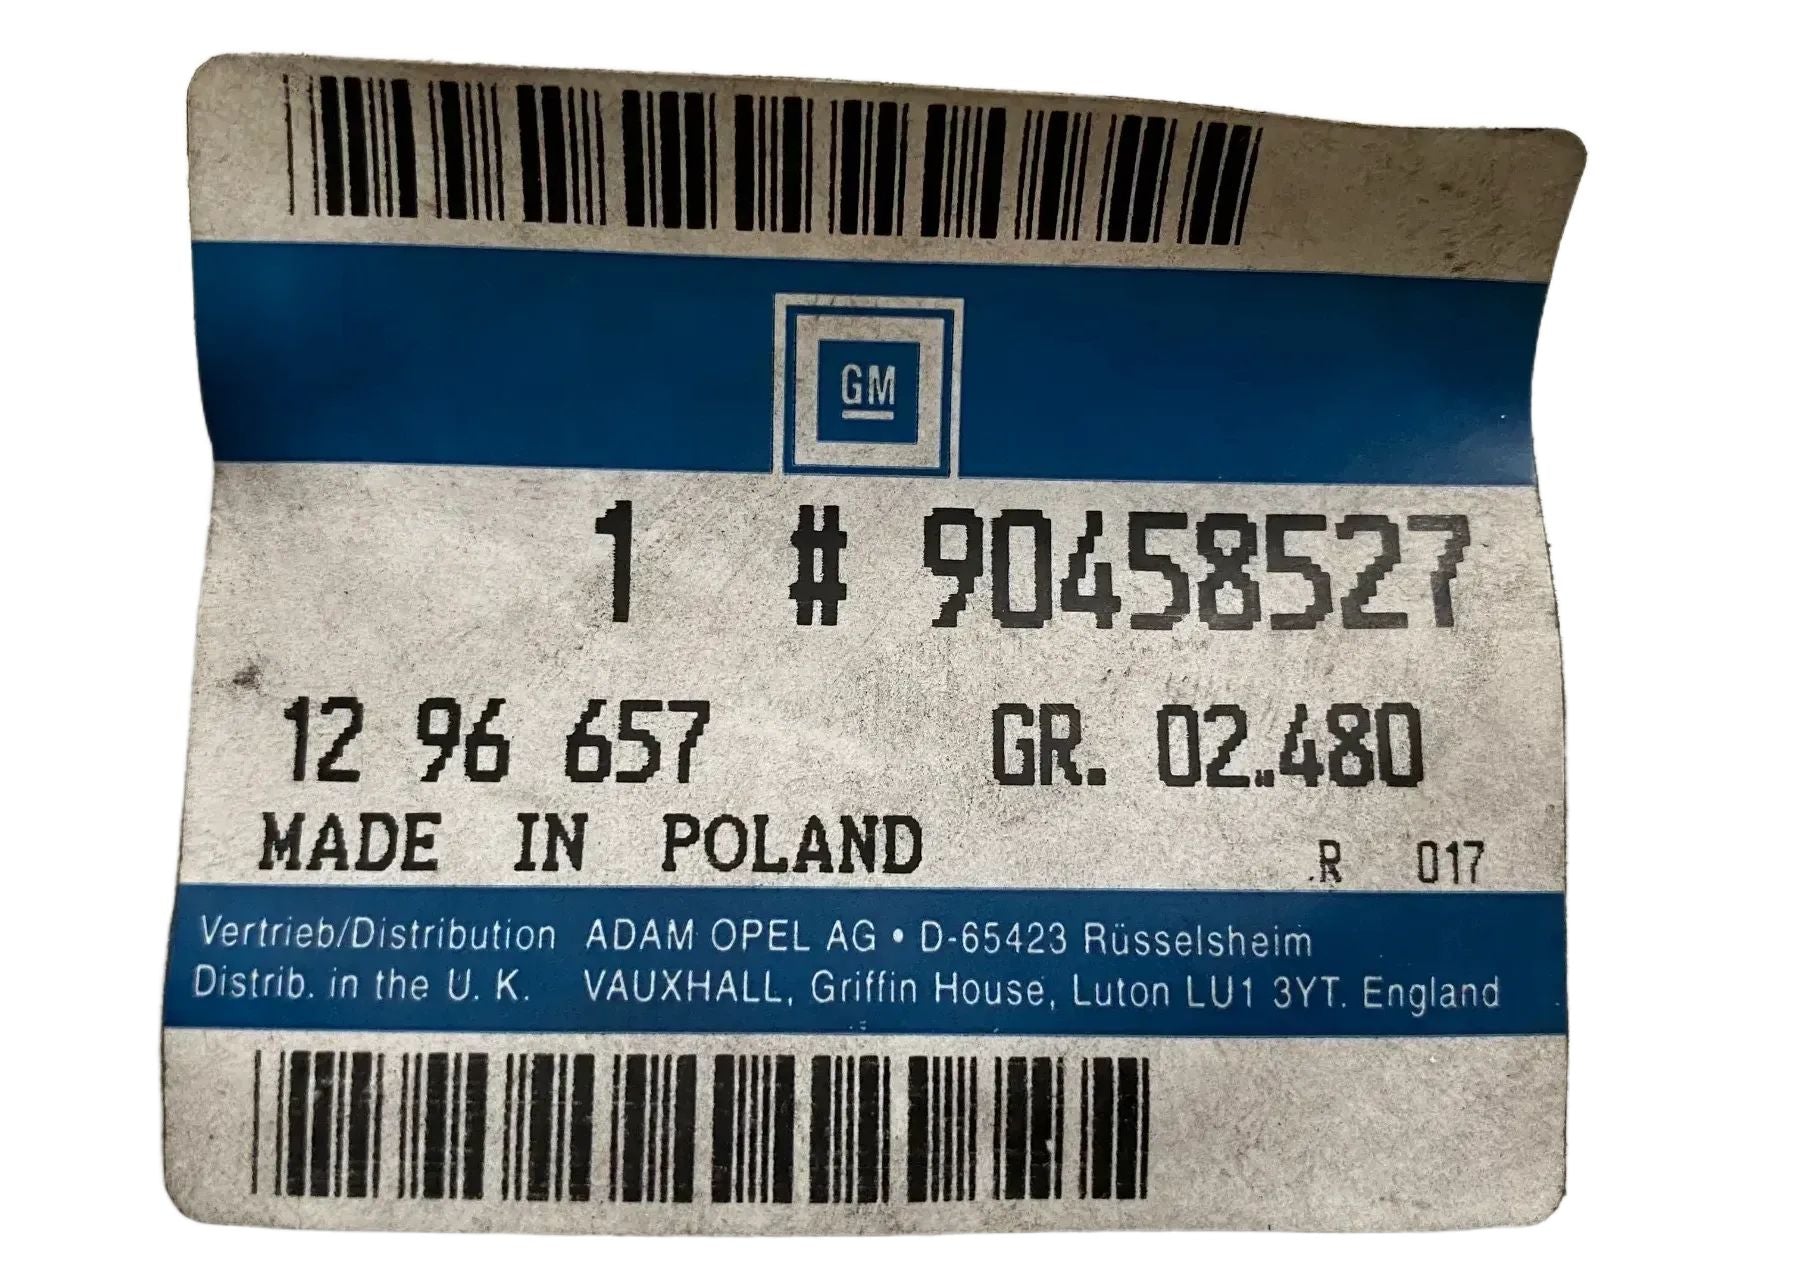 GM
1 # 90458527
12 96 657 GR. 02.480
MADE IN POLAND R 017
Vertrieb/Distribution ADAM OPEL AG • D-65423 Rüsselsheim
Distrib. in the U. K. VAUXHALL, Griffin House, Luton LU1 3YT. England